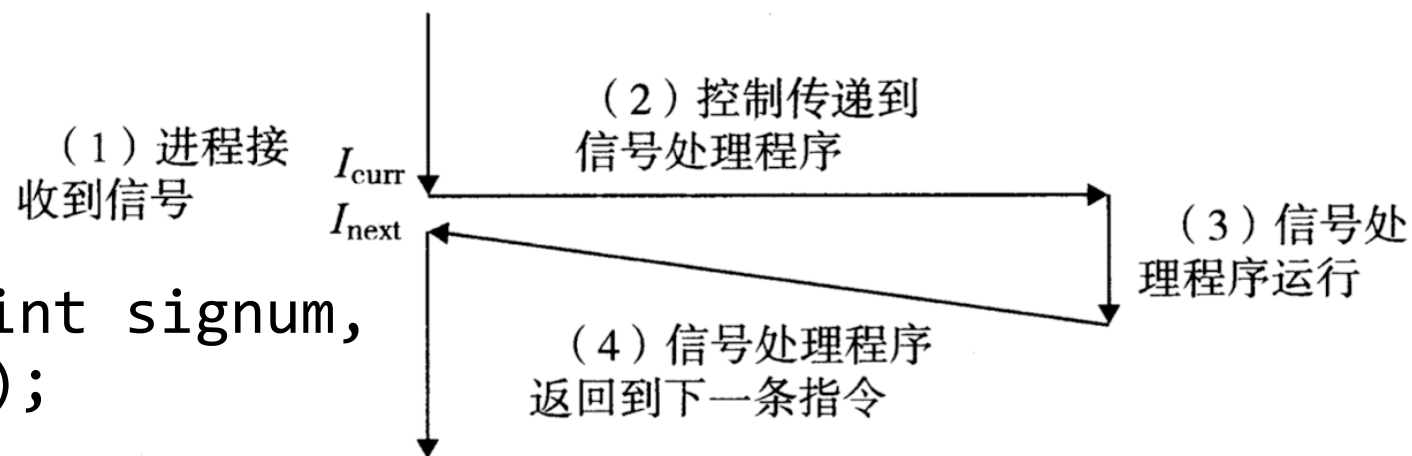 （1）进程接
收到信号
I_curr
I_next
（2）控制传递到
信号处理程序
（3）信号处
理程序运行
（4）信号处理程序
返回到下一条指令
int signum,
);